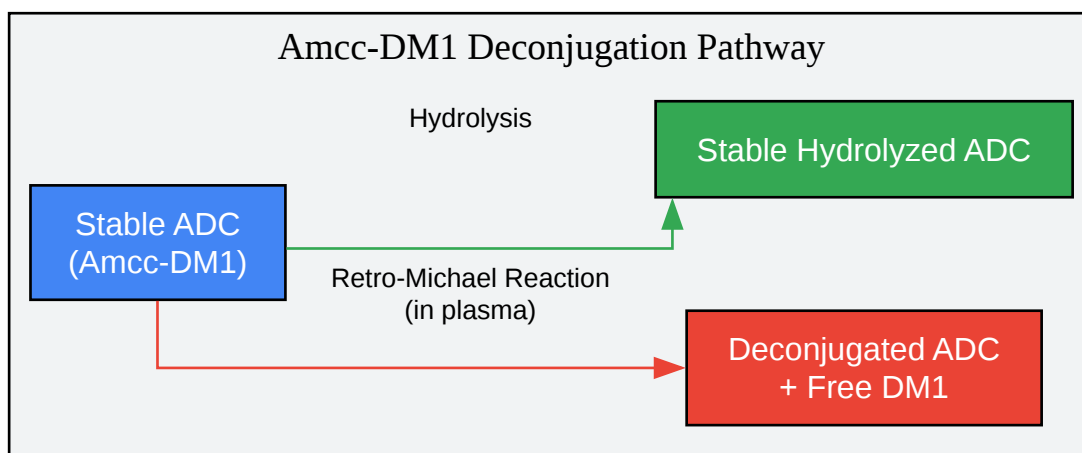 Amcc-DM1 Deconjugation Pathway
Hydrolysis
Stable Hydrolyzed ADC
Stable ADC
(Amcc-DM1)
Retro-Michael Reaction
(in plasma)
Deconjugated ADC
+ Free DM1